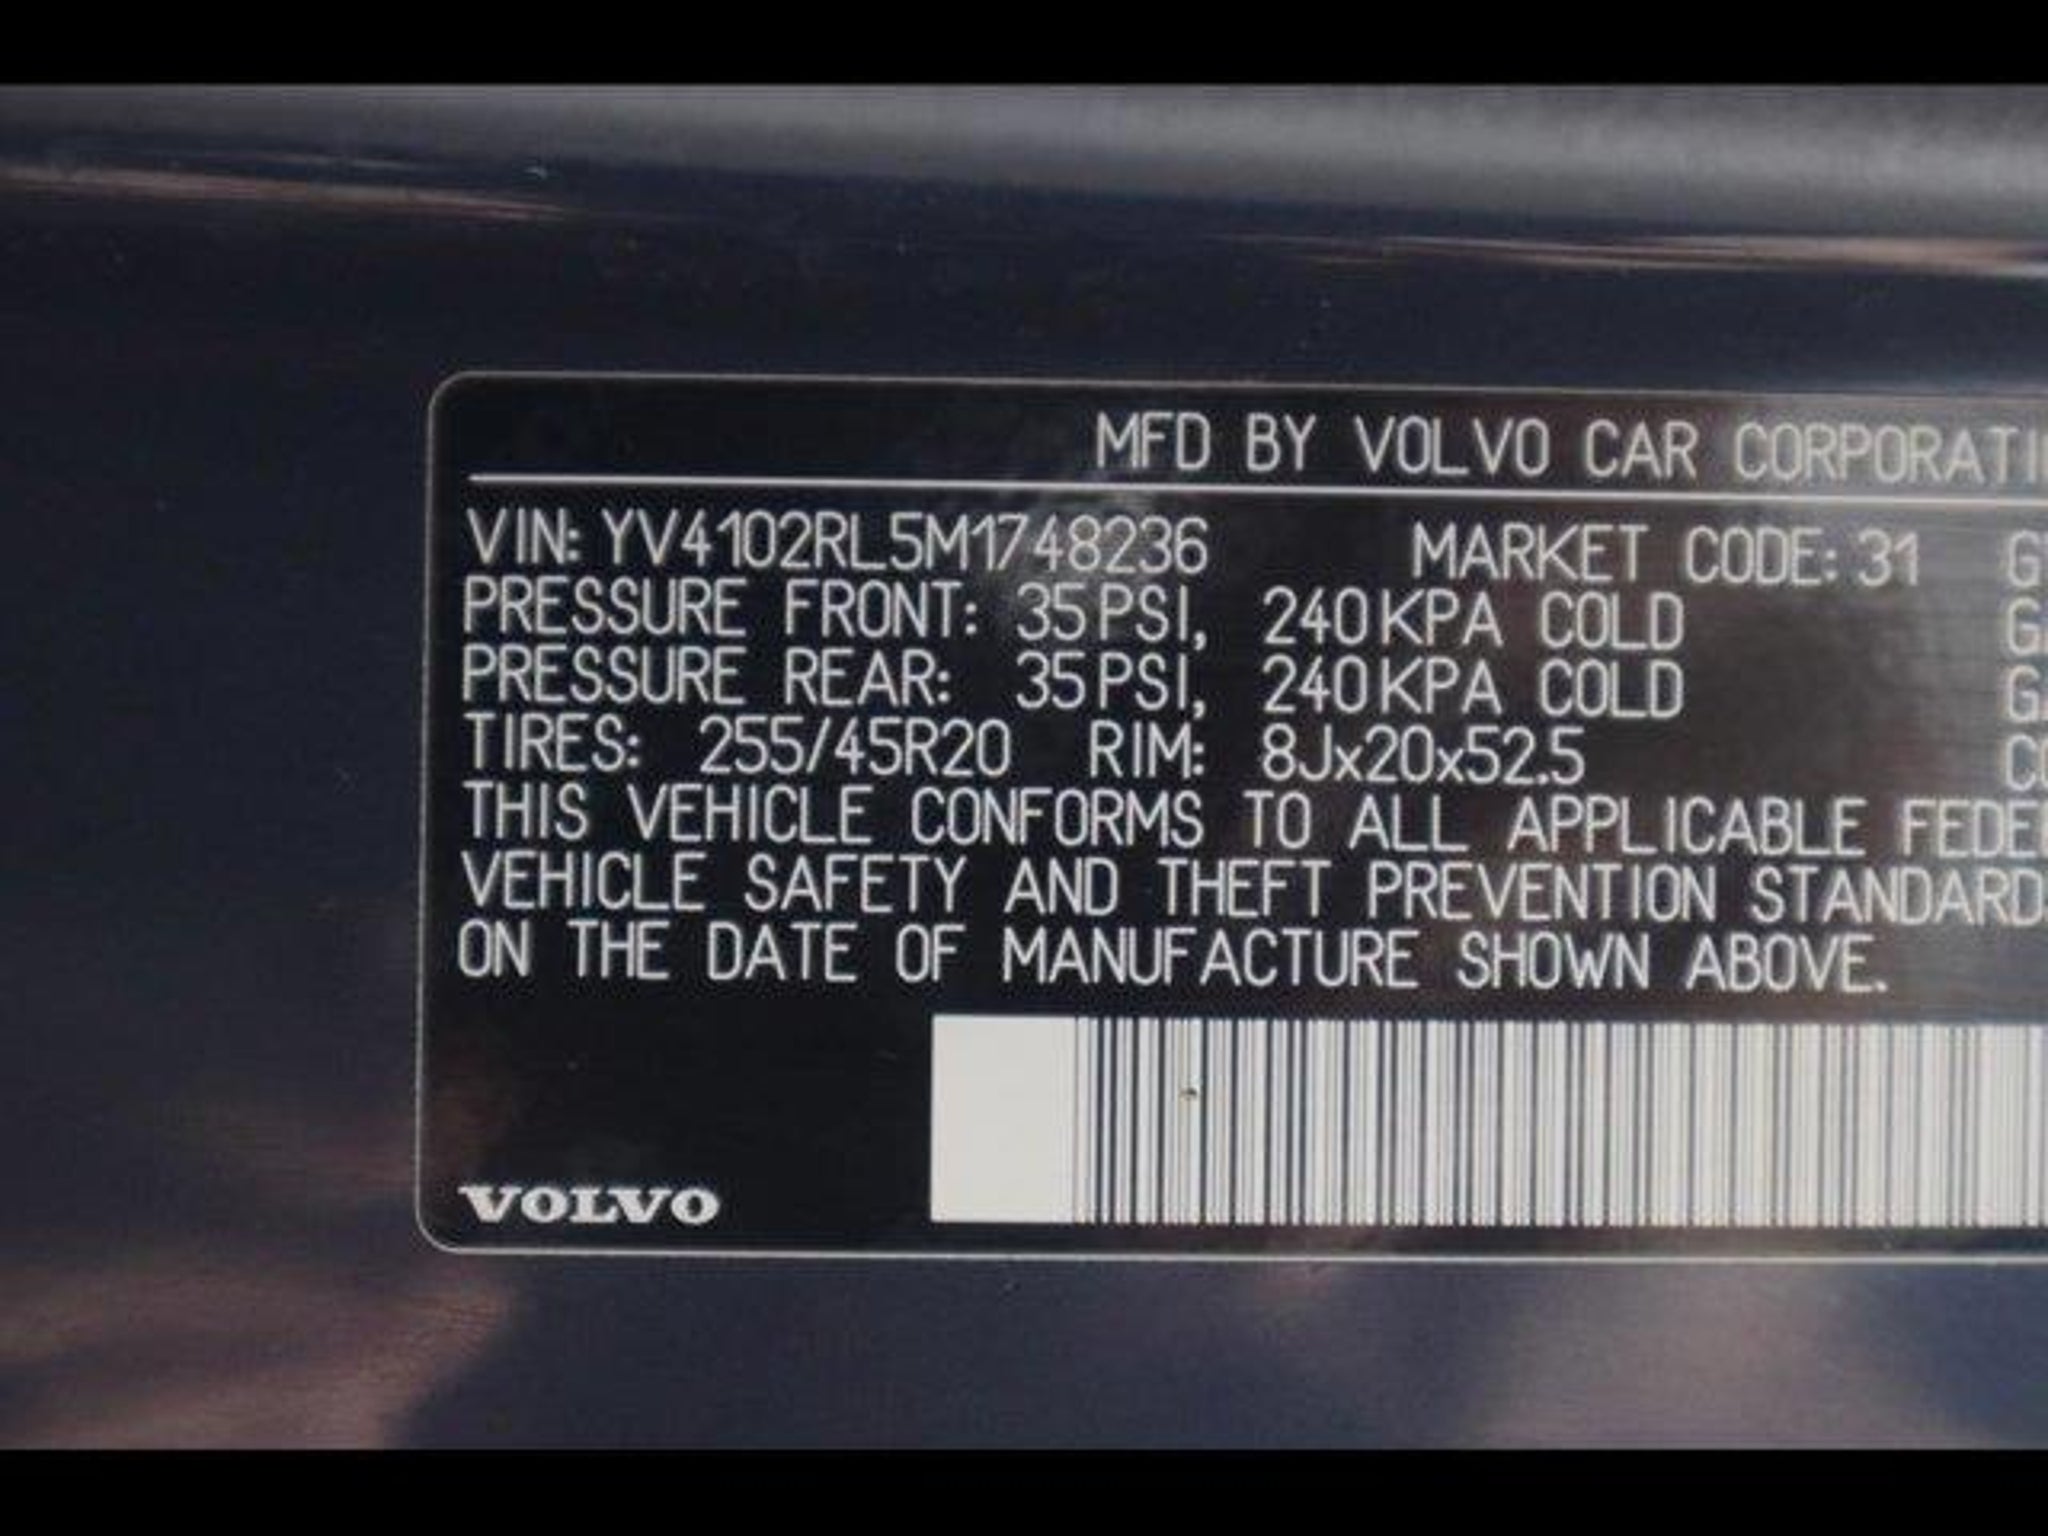 MFD BY VOLVO CAR CORPORATI
VIN: YV4102RL5M1748236 MARKET CODE: 31
PRESSURE FRONT: 35 PSI, 240 KPA COLD
PRESSURE REAR: 35 PSI, 240 KPA COLD
TIRES: 255/45R20 RIM: 8Jx20x52.5
THIS VEHICLE CONFORMS TO ALL APPLICABLE FEDE
VEHICLE SAFETY AND THEFT PREVENTION STANDARD
ON THE DATE OF MANUFACTURE SHOWN ABOVE.
VOLVO